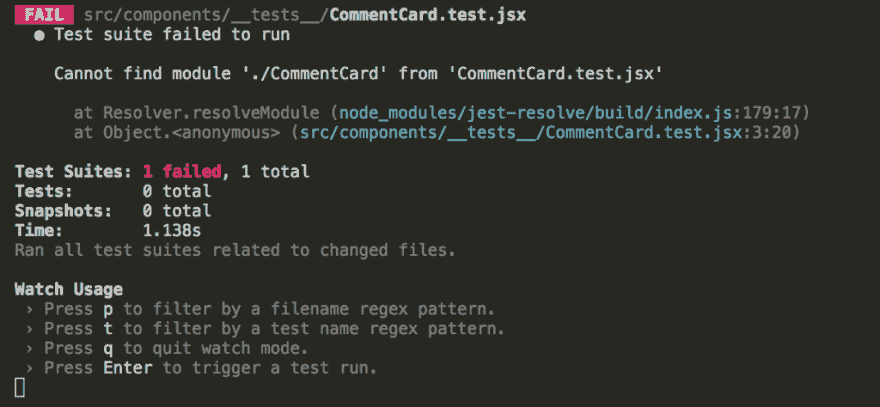 FAIL src/components/__tests__/CommentCard.test.jsx
● Test suite failed to run
Cannot find module './CommentCard' from 'CommentCard.test.jsx'
at Resolver.resolveModule (node_modules/jest-resolve/build/index.js:179:17)
at Object.<anonymous> (src/components/__tests__/CommentCard.test.jsx:3:20)
Test Suites: 1 failed, 1 total
Tests:       0 total
Snapshots:   0 total
Time:        1.138s
Ran all test suites related to changed files.
Watch Usage
› Press p to filter by a filename regex pattern.
› Press t to filter by a test name regex pattern.
› Press q to quit watch mode.
› Press Enter to trigger a test run.